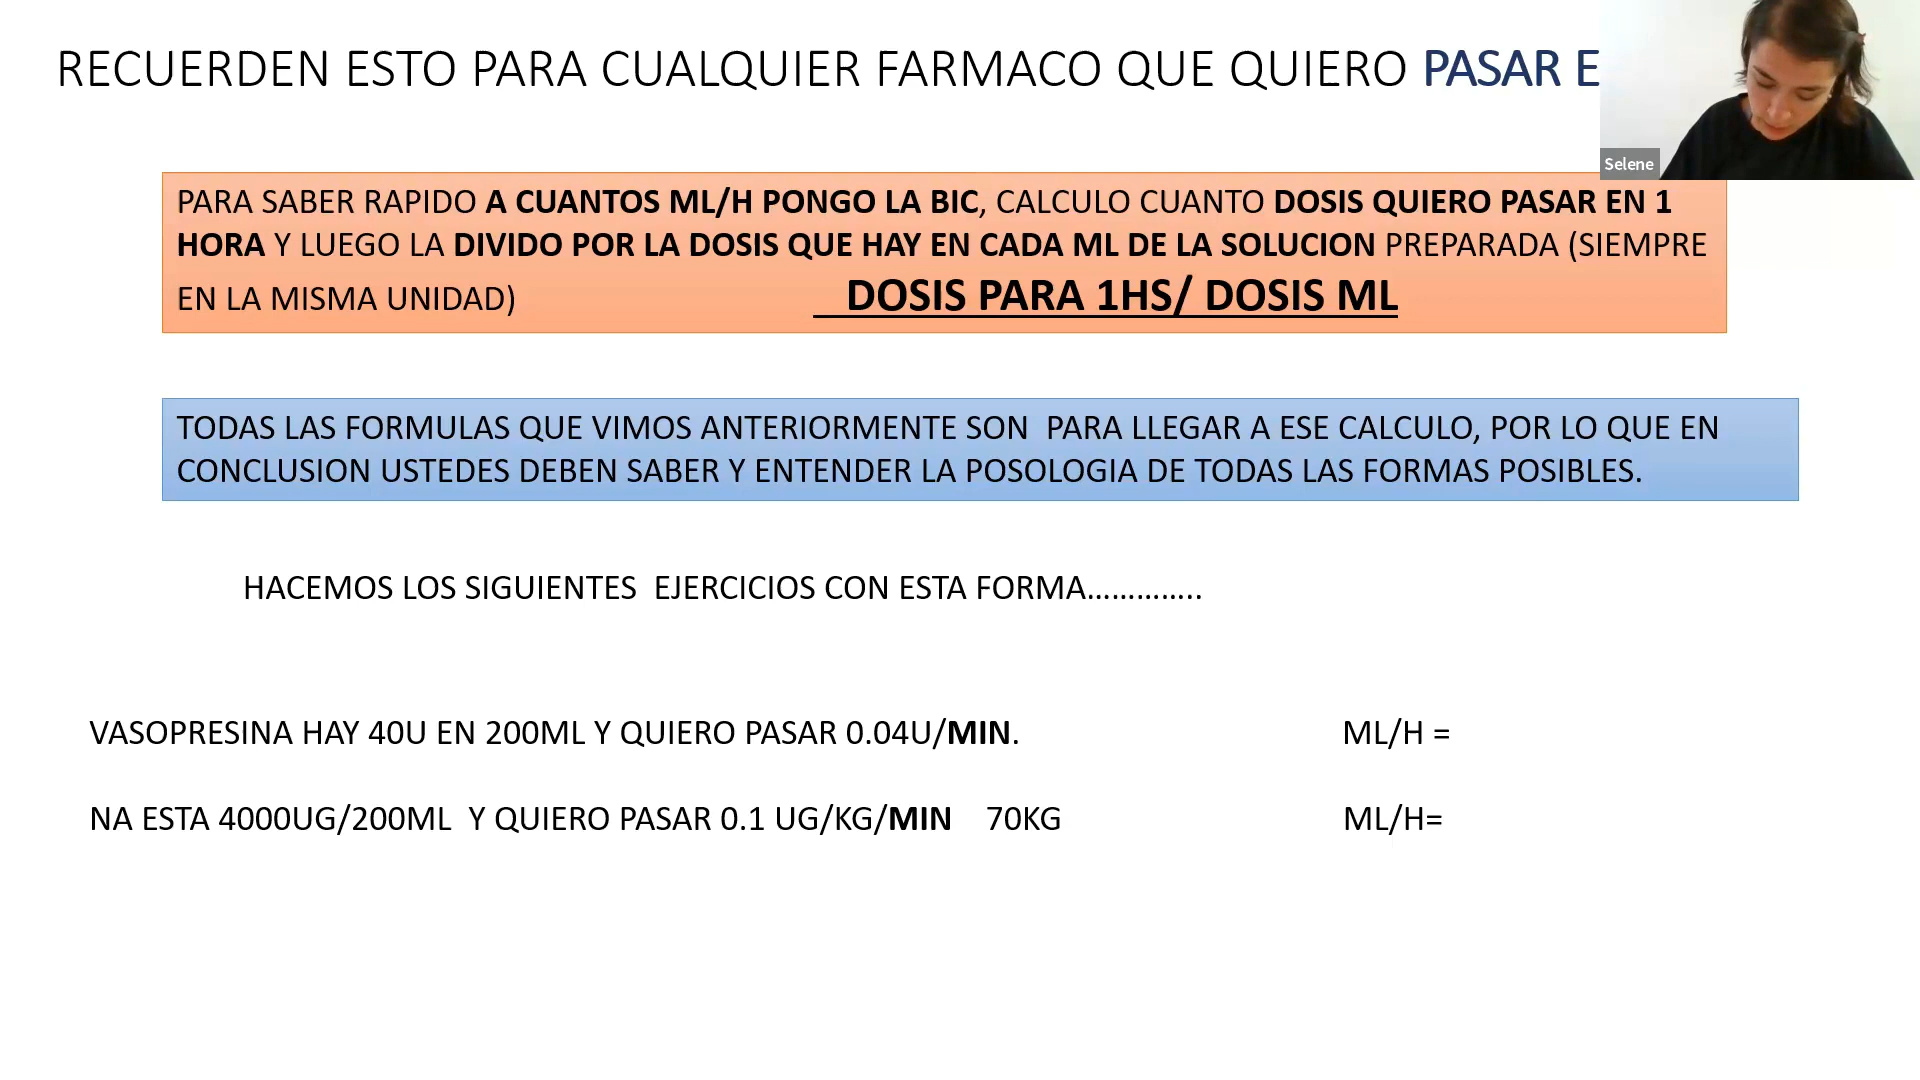 RECUERDEN ESTO PARA CUALQUIER FARMACO QUE QUIERO PASAR E
Selene
PARA SABER RAPIDO A CUANTOS ML/H PONGO LA BIC, CALCULO CUANTO DOSIS QUIERO PASAR EN 1
HORA Y LUEGO LA DIVIDO POR LA DOSIS QUE HAY EN CADA ML DE LA SOLUCION PREPARADA (SIEMPRE
EN LA MISMA UNIDAD) DOSIS PARA 1HS/ DOSIS ML
TODAS LAS FORMULAS QUE VIMOS ANTERIORMENTE SON PARA LLEGAR A ESE CALCULO, POR LO QUE EN
CONCLUSION USTEDES DEBEN SABER Y ENTENDER LA POSOLOGIA DE TODAS LAS FORMAS POSIBLES.
HACEMOS LOS SIGUIENTES EJERCICIOS CON ESTA FORMA…………..
VASOPRESINA HAY 40U EN 200ML Y QUIERO PASAR 0.04U/MIN. ML/H =
NA ESTA 4000UG/200ML Y QUIERO PASAR 0.1 UG/KG/MIN 70KG ML/H=